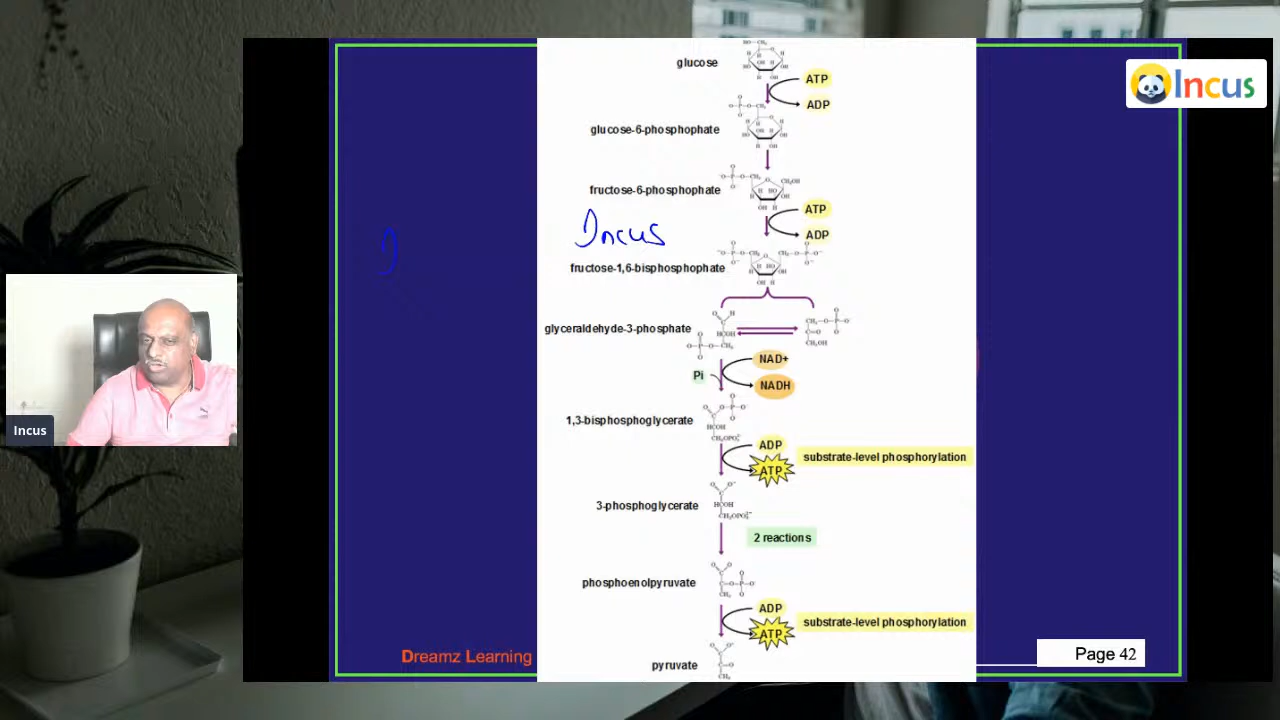 Incus
glucose
ATP
ADP
glucose-6-phosphophate
fructose-6-phosphophate
ATP
ADP
Incus
fructose-1,6-bisphosphophate
glyceraldehyde-3-phosphate
NAD+
Pi
NADH
1,3-bisphosphoglycerate
ADP
ATP
substrate-level phosphorylation
Incus
3-phosphoglycerate
2 reactions
phosphoenolpyruvate
ADP
ATP
substrate-level phosphorylation
pyruvate
Dreamz Learning
Page 42